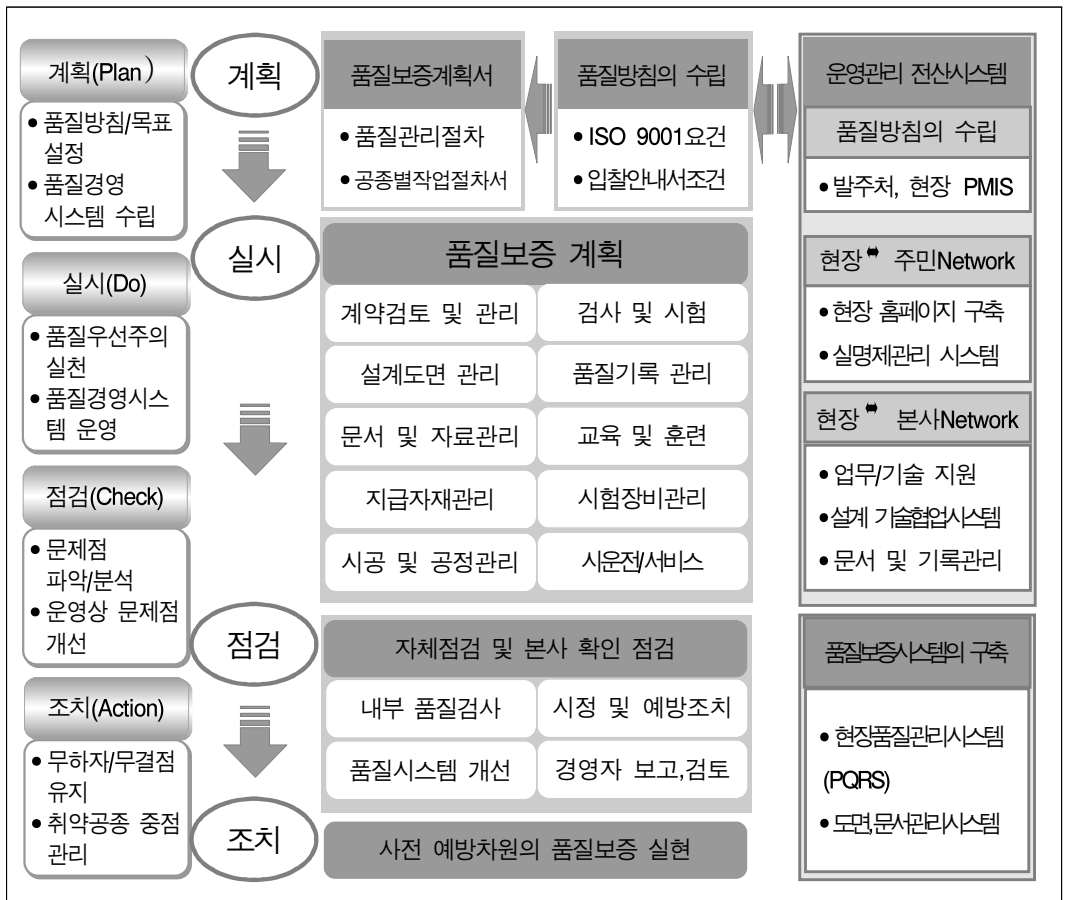 계획(Plan)
• 품질방침/목표
설정
• 품질경영
시스템 수립
실시(Do)
• 품질우선주의
실천
• 품질경영시스
템 운영
점검(Check)
• 문제점
파악/분석
• 운영상 문제점
개선
조치(Action)
• 무하자/무결점
유지
• 취약공종 중점
관리
계획
실시
점검
조치
품질보증계획서
• 품질관리절차
• 공종별작업절차서
품질방침의 수립
• ISO 9001요건
• 입찰안내서조건
품질보증 계획
계약검토 및 관리
검사 및 시험
설계도면 관리
품질기록 관리
문서 및 자료관리
교육 및 훈련
지급자재관리
시험장비관리
시공 및 공정관리
시운전/서비스
자체점검 및 본사 확인 점검
내부 품질검사
시정 및 예방조치
품질시스템 개선
경영자 보고,검토
사전 예방차원의 품질보증 실현
운영관리 전산시스템
품질방침의 수립
• 발주처, 현장 PMIS
현장⬌ 주민Network
• 현장 홈페이지 구축
• 실명제관리 시스템
현장⬌ 본사Network
• 업무/기술 지원
• 설계 기술협업시스템
• 문서 및 기록관리
품질보증시스템의 구축
• 현장품질관리시스템
(PQRS)
• 도면,문서관리시스템